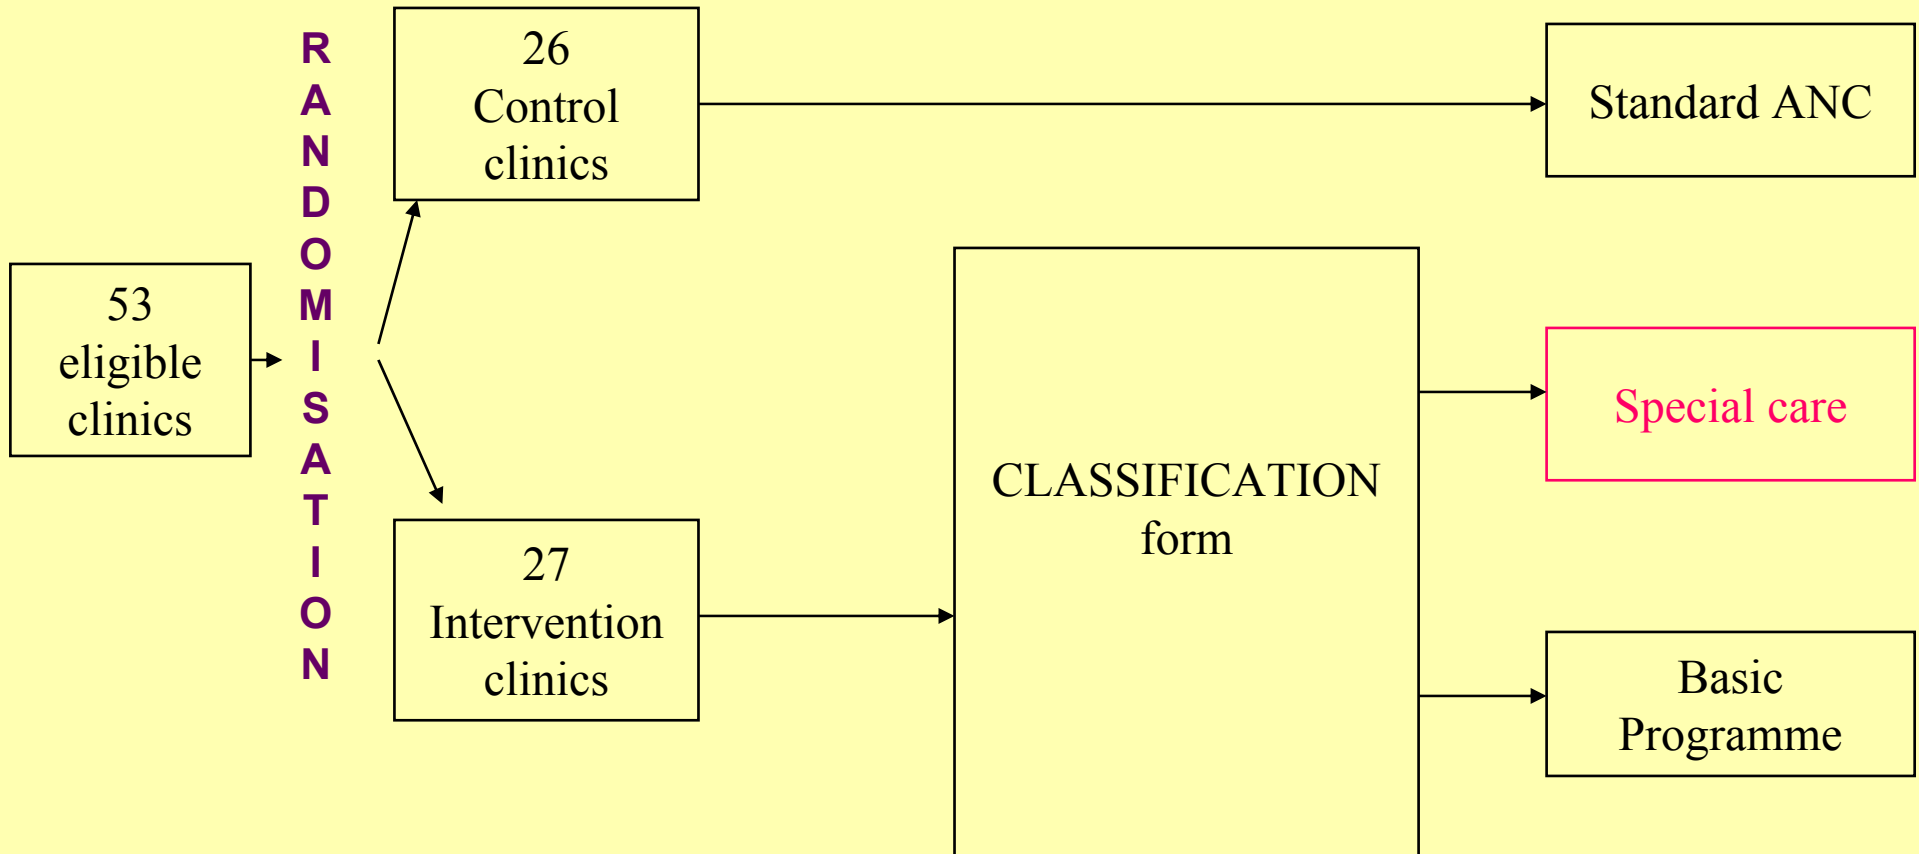 53
eligible
clinics
RANDOMISATION
26
Control
clinics
Standard ANC
27
Intervention
clinics
CLASSIFICATION
form
Special care
Basic
Programme